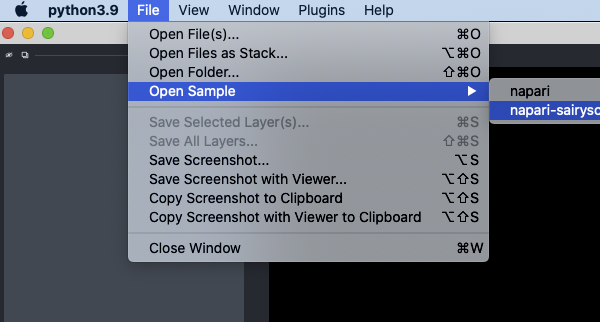 python3.9 File View Window Plugins Help
Open File(s)... ⌘O
Open Files as Stack... ⌥⌘O
Open Folder... ⇧⌘O
Open Sample ▶
napari
napari-sairyso
Save Selected Layer(s)... ⌘S
Save All Layers... ⇧⌘S
Save Screenshot... ⌥S
Save Screenshot with Viewer... ⌥⇧S
Copy Screenshot to Clipboard ⌥⇧S
Copy Screenshot with Viewer to Clipboard ⌥⇧S
Close Window ⌘W